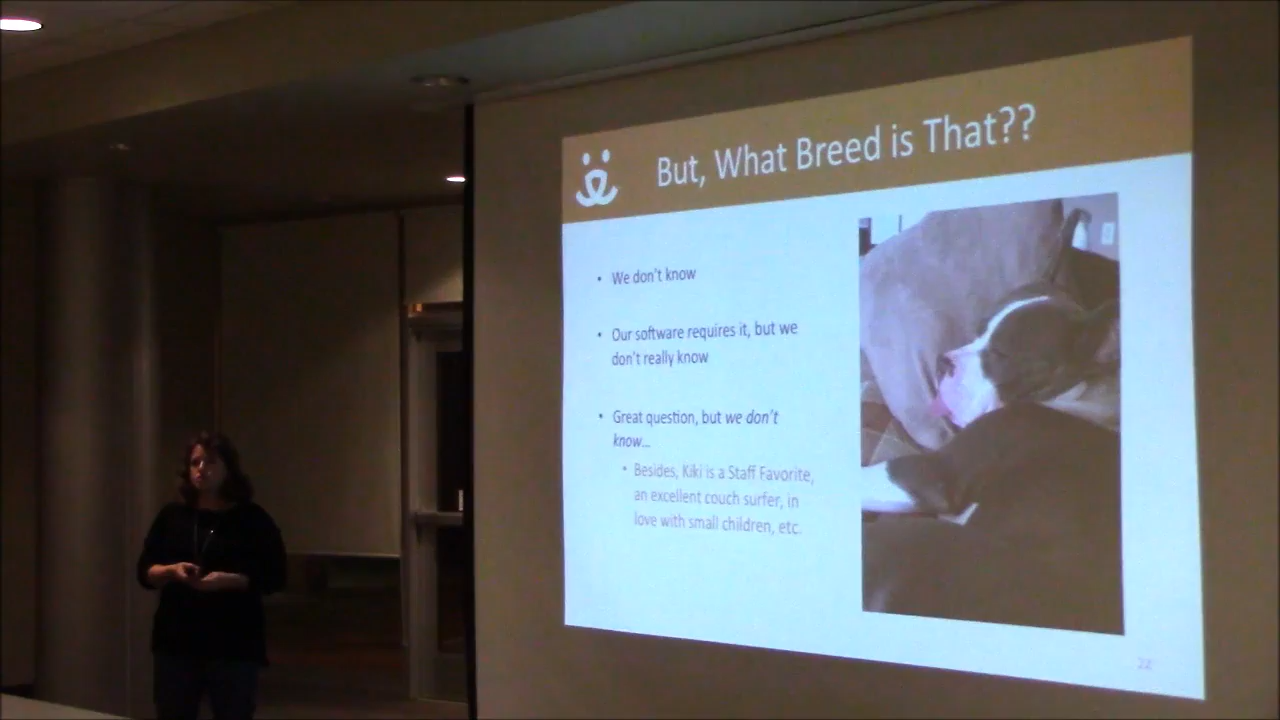 But, What Breed is That??
• We don't know
• Our software requires it, but we
don't really know
• Great question, but we don't
know...
• Besides, Kiki is a Staff Favorite,
an excellent couch surfer, in
love with small children, etc.
22